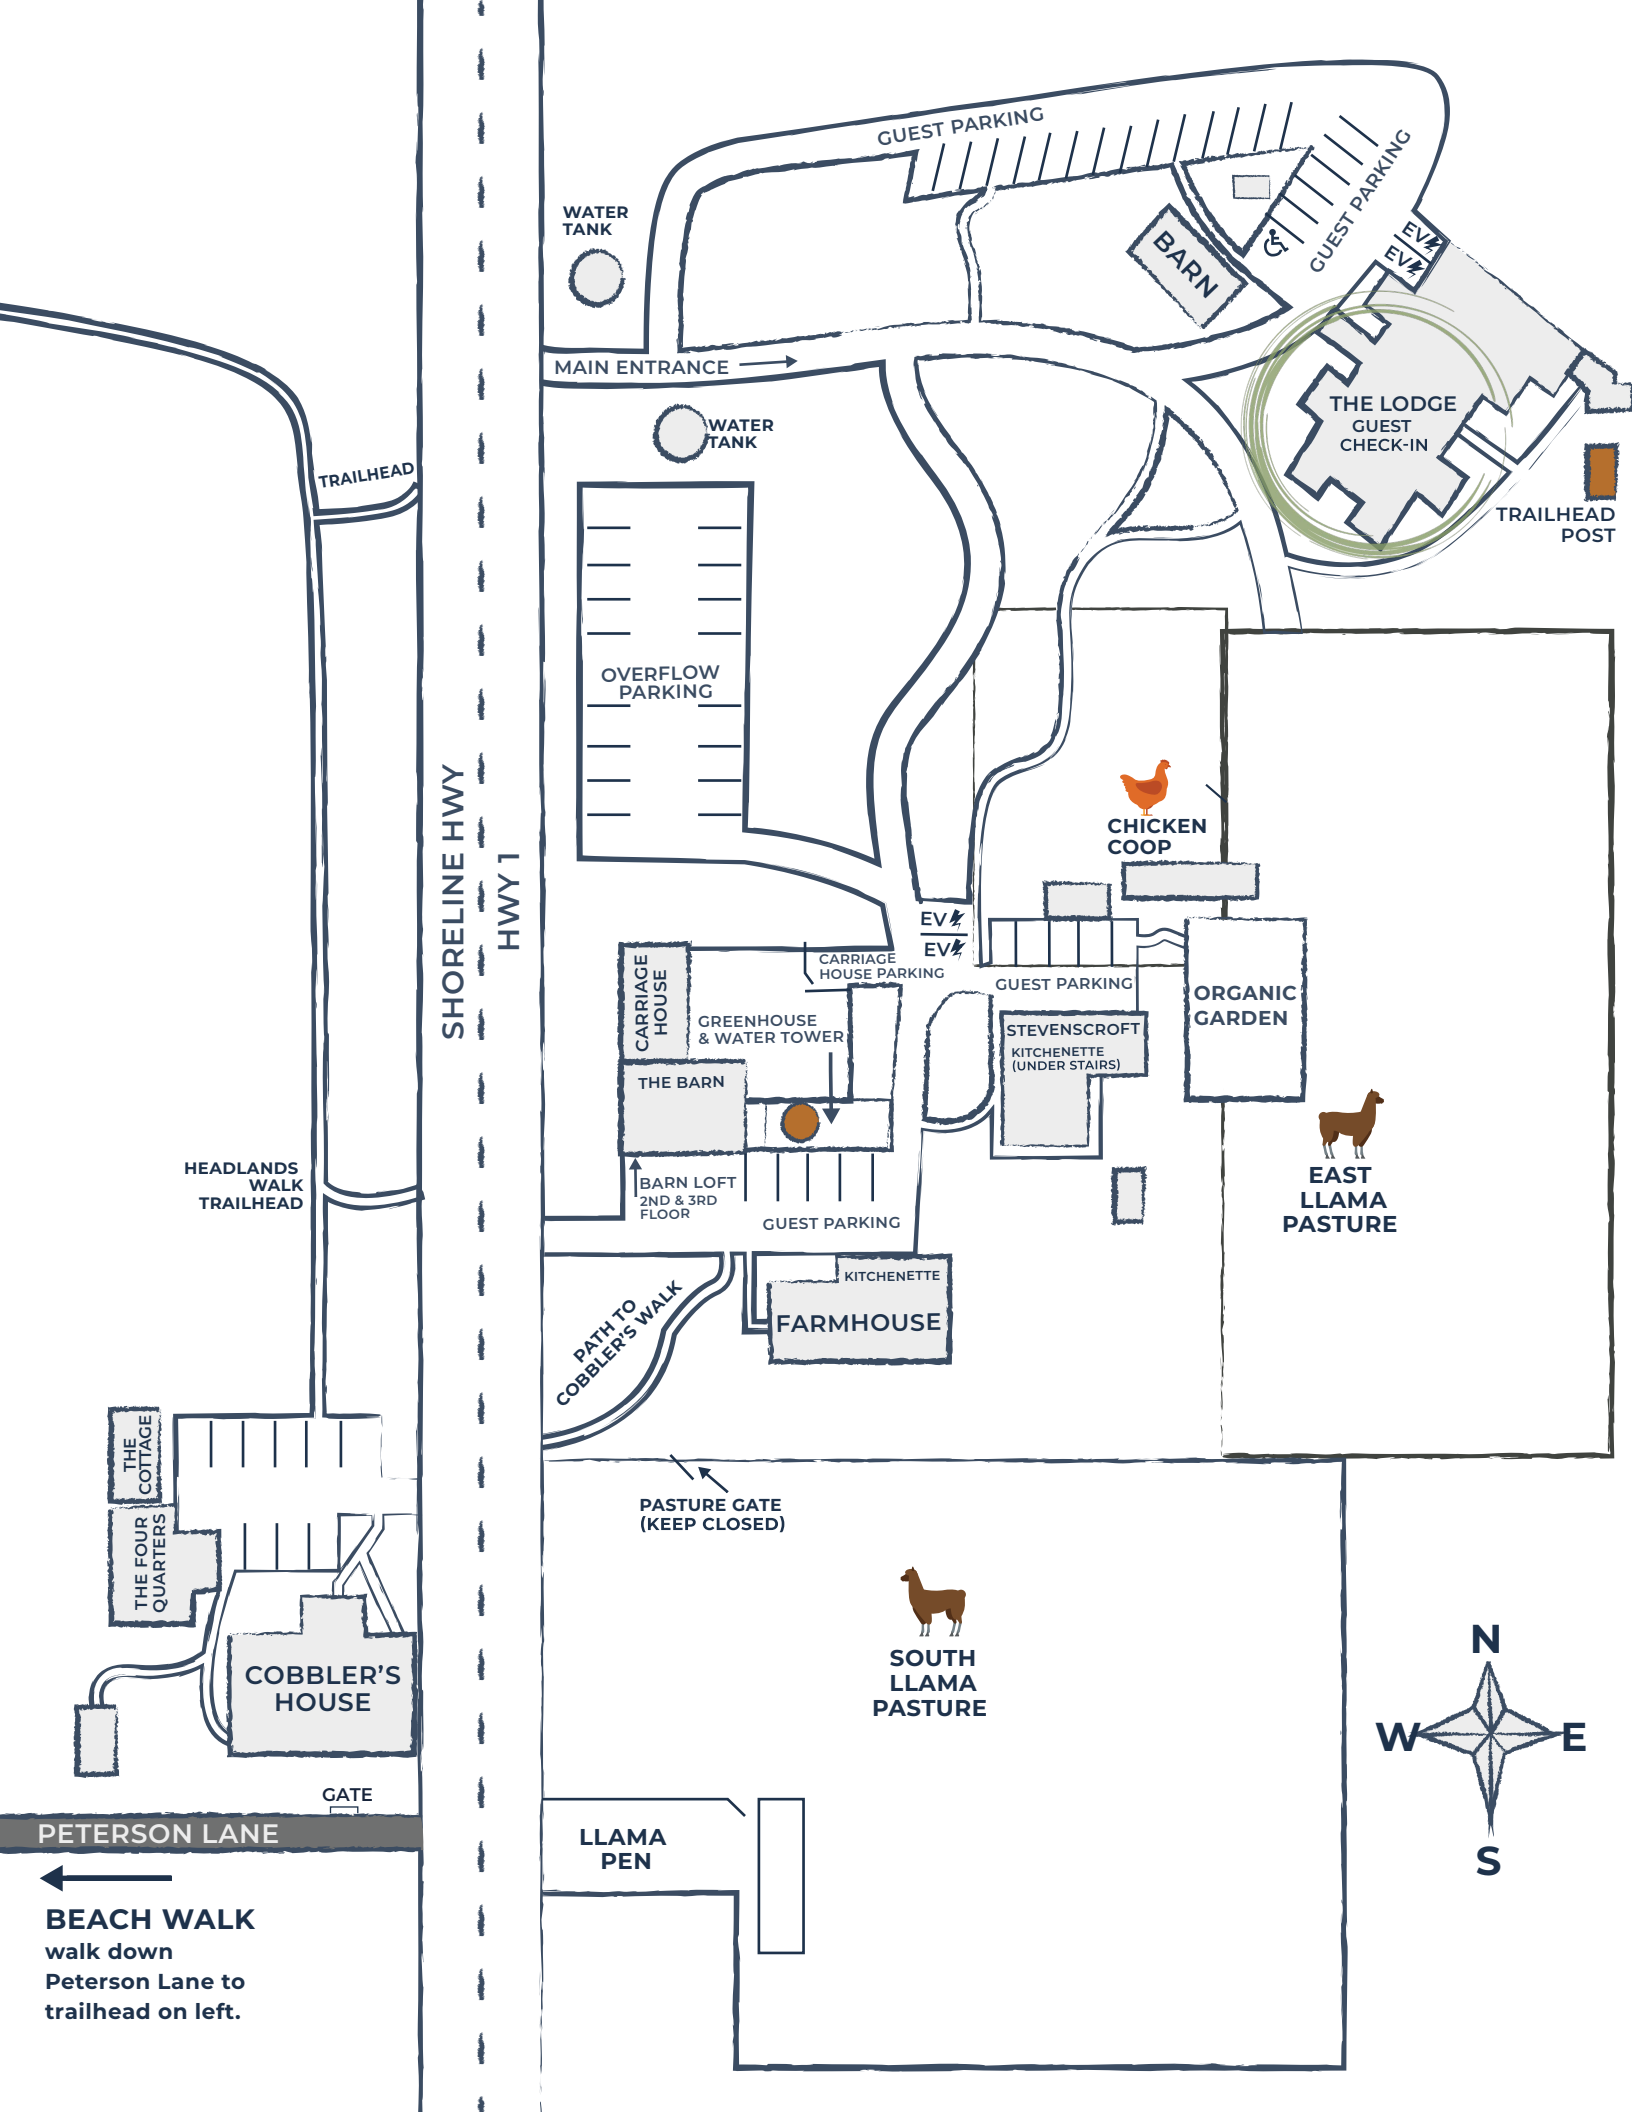 GUEST PARKING
GUEST PARKING
WATER
TANK
EV
EV
BARN
MAIN ENTRANCE
THE LODGE
GUEST
CHECK-IN
WATER
TANK
TRAILHEAD
TRAILHEAD
POST
OVERFLOW
PARKING
SHORELINE HWY
HWY 1
CHICKEN
COOP
EV
EV
CARRIAGE
HOUSE
CARRIAGE
HOUSE PARKING
GUEST PARKING
ORGANIC
GARDEN
GREENHOUSE
& WATER TOWER
STEVENSCROFT
KITCHENETTE
(UNDER STAIRS)
THE BARN
HEADLANDS
WALK
TRAILHEAD
BARN LOFT
2ND & 3RD
FLOOR
GUEST PARKING
EAST
LLAMA
PASTURE
KITCHENETTE
FARMHOUSE
PATH TO
COBBLER'S WALK
THE
COTTAGE
PASTURE GATE
(KEEP CLOSED)
THE FOUR
QUARTERS
SOUTH
LLAMA
PASTURE
COBBLER'S
HOUSE
N
W
E
S
GATE
PETERSON LANE
LLAMA
PEN
BEACH WALK
walk down
Peterson Lane to
trailhead on left.